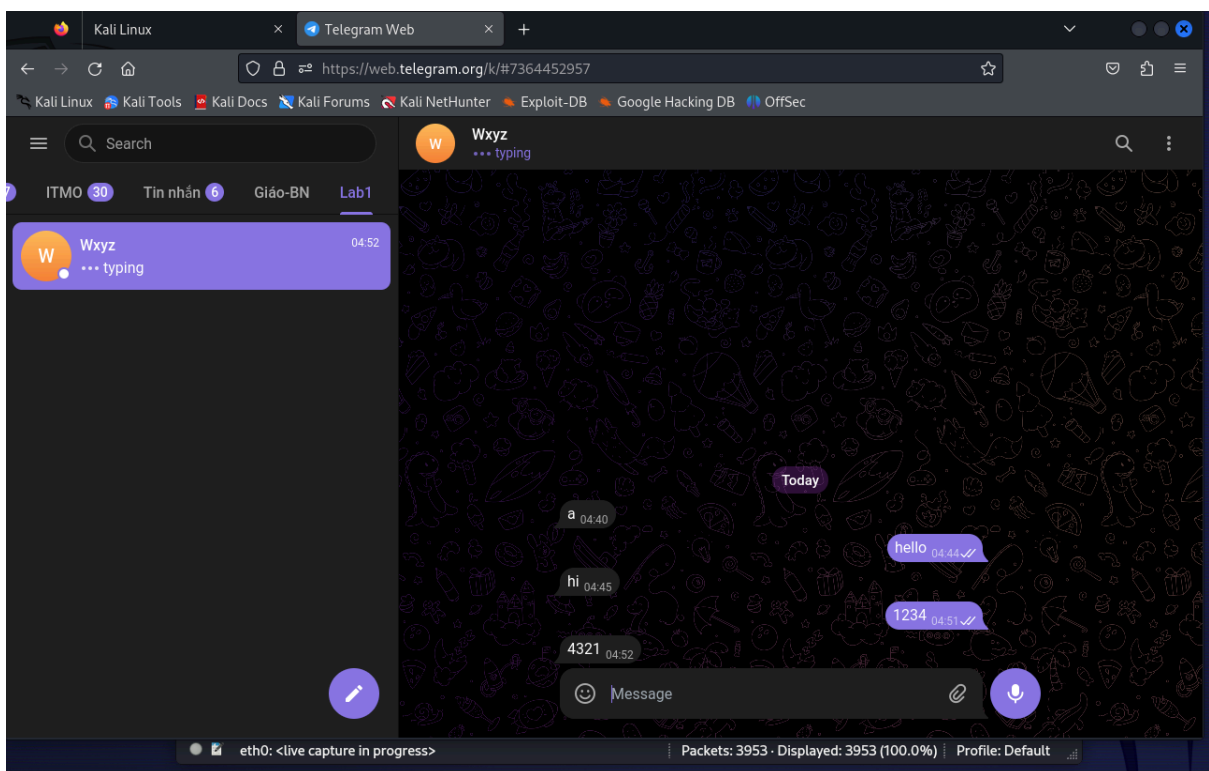 Kali Linux
Telegram Web
https://web.telegram.org/k/#7364452957
Kali Linux Kali Tools Kali Docs Kali Forums Kali NetHunter Exploit-DB Google Hacking DB OffSec
Search
7 ITMO 30 Tin nhắn 6 Giáo-BN Lab1
W Wxyz 04:52
typing
W Wxyz
typing
Today
a 04:40
hello 04:44
hi 04:45
1234 04:51
4321 04:52
Message
eth0: <live capture in progress> Packets: 3953 · Displayed: 3953 (100.0%) Profile: Default